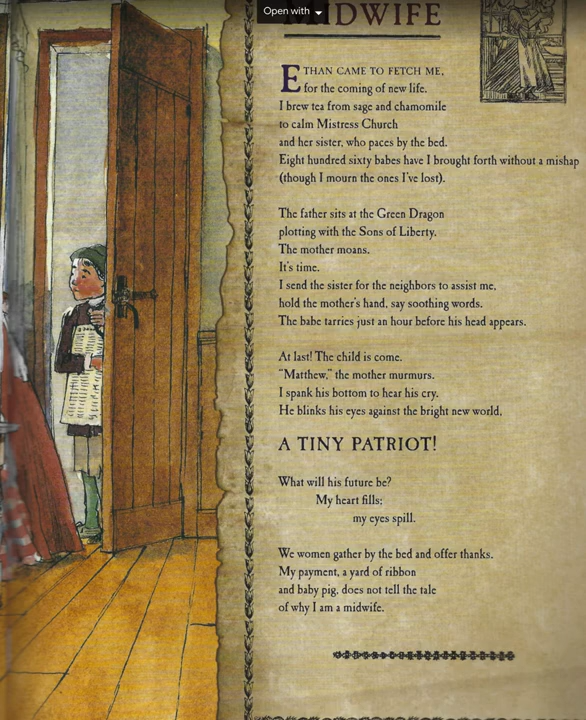 Open with
MIDWIFE
ETHAN CAME TO FETCH ME,
for the coming of new life.
I brew tea from sage and chamomile
to calm Mistress Church
and her sister, who paces by the bed.
Eight hundred sixty babes have I brought forth without a mishap
(though I mourn the ones I've lost).
The father sits at the Green Dragon
plotting with the Sons of Liberty.
The mother moans.
It's time.
I send the sister for the neighbors to assist me,
hold the mother's hand, say soothing words.
The babe tarries just an hour before his head appears.
At last! The child is come.
"Matthew," the mother murmurs.
I spank his bottom to hear his cry.
He blinks his eyes against the bright new world,
A TINY PATRIOT!
What will his future be?
My heart fills;
my eyes spill.
We women gather by the bed and offer thanks.
My payment, a yard of ribbon
and baby pig, does not tell the tale
of why I am a midwife.